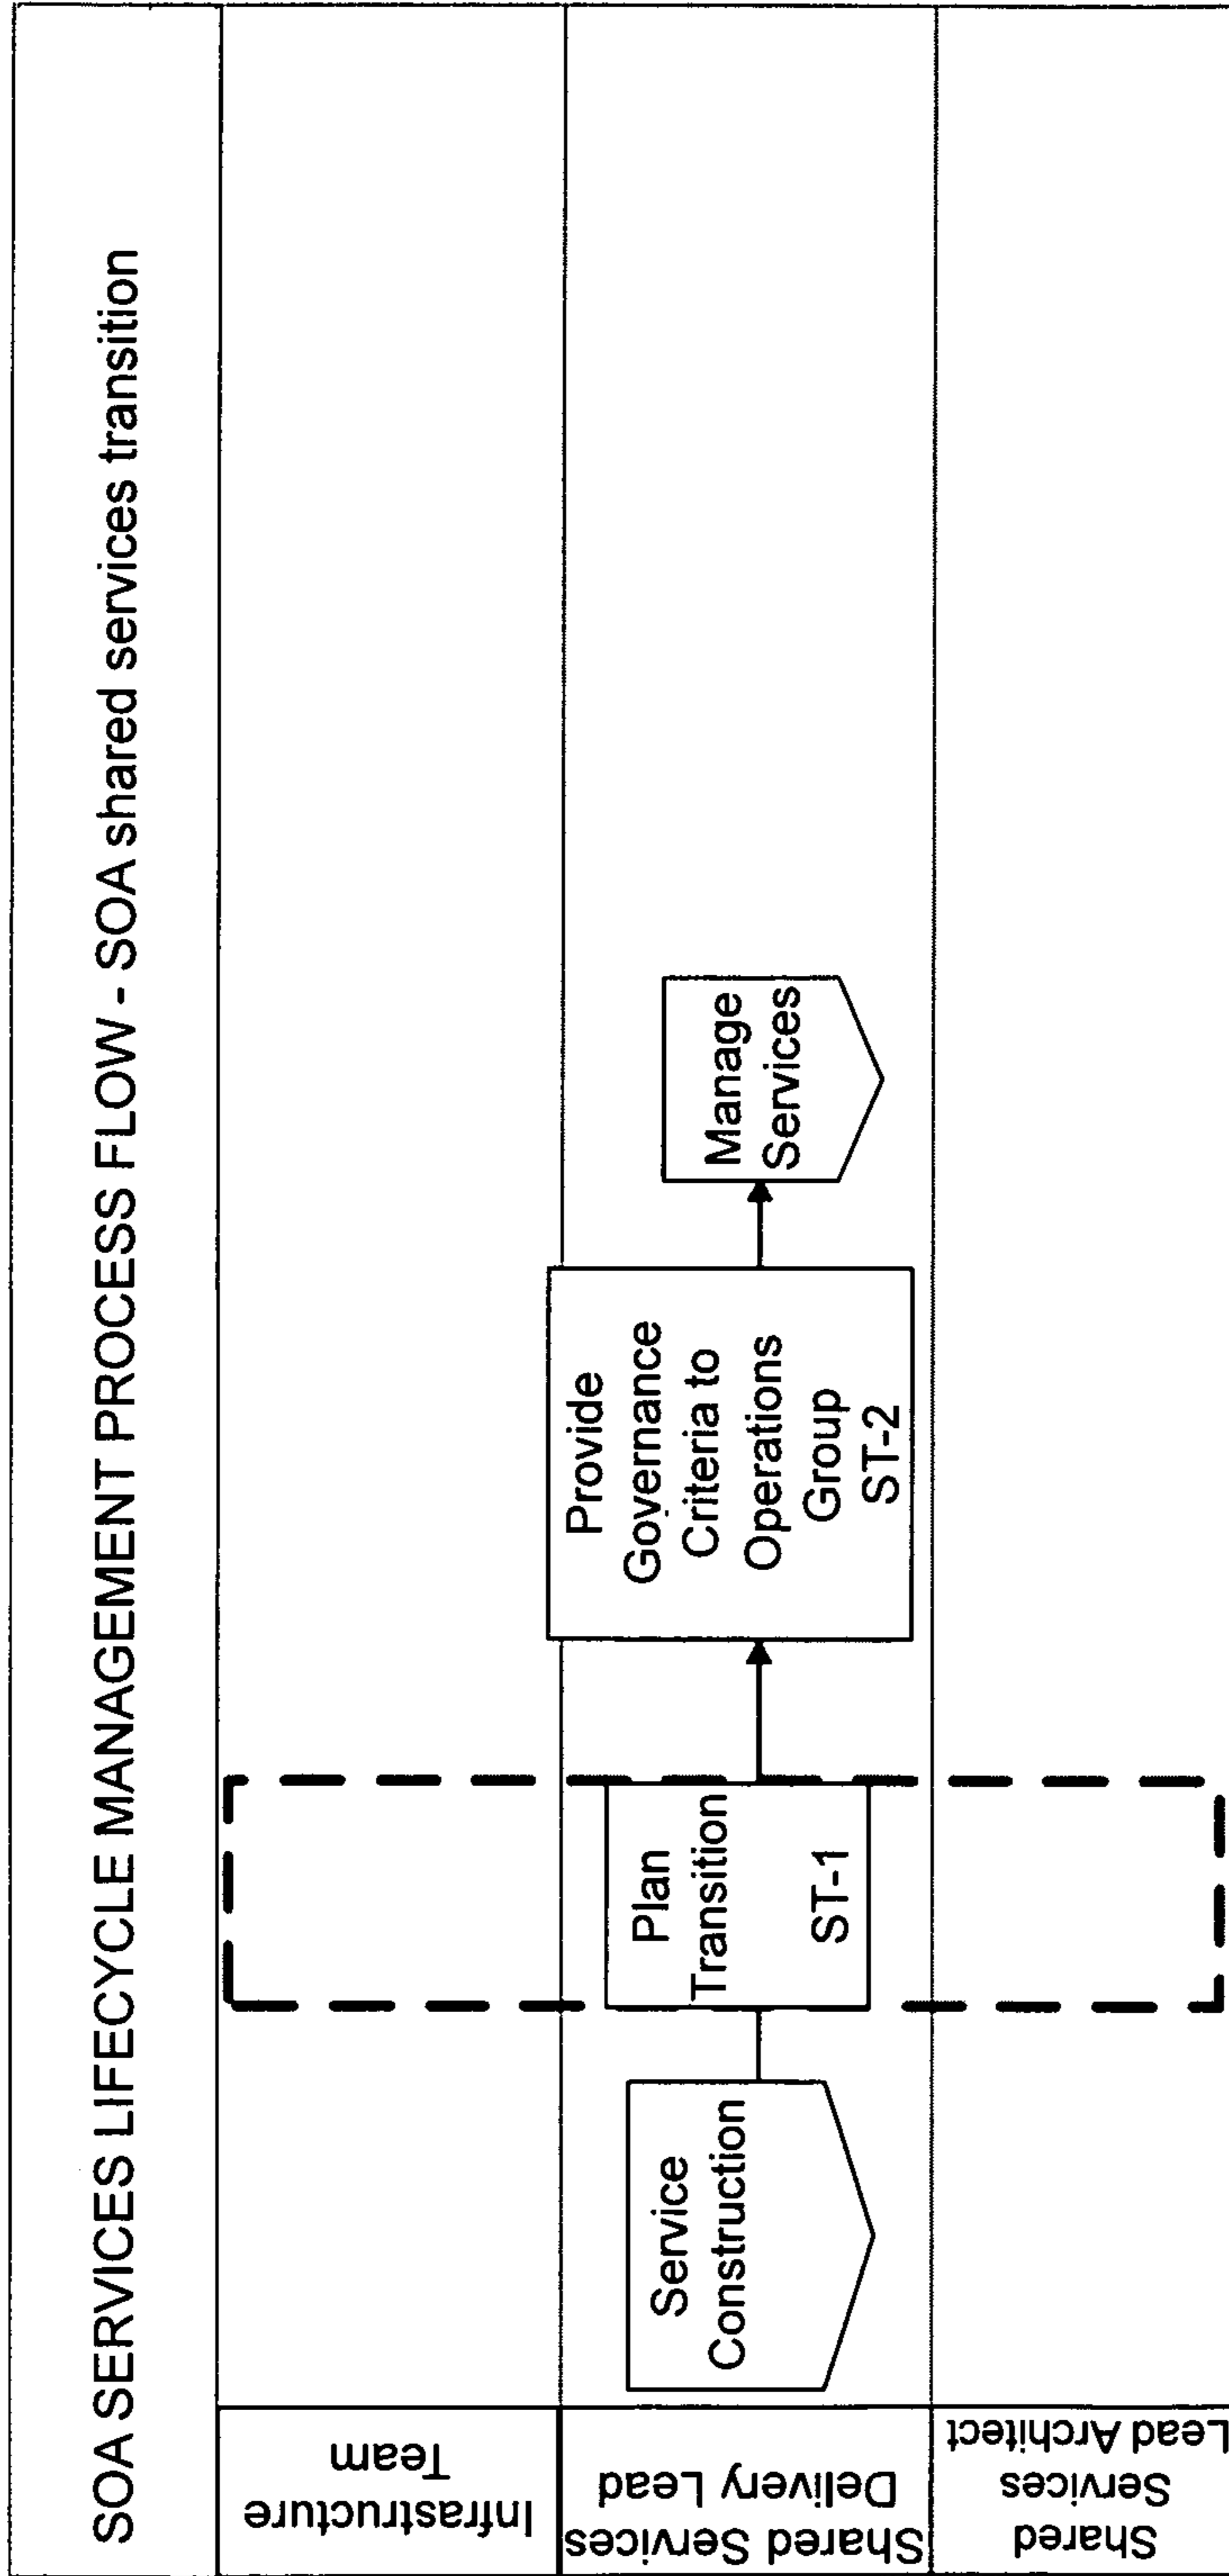 SOA SERVICES LIFECYCLE MANAGEMENT PROCESS FLOW - SOA shared services transition
Infrastructure
Team
Shared Services
Delivery Lead
Shared
Services
Lead Architect
Service
Construction
Plan
Transition
ST-1
Provide
Governance
Criteria to
Operations
Group
ST-2
Manage
Services